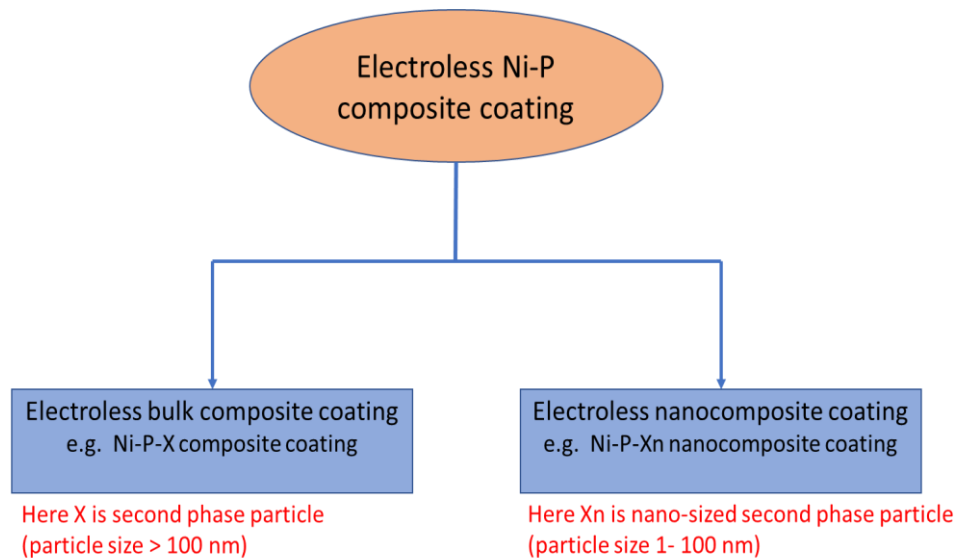 Electroless Ni-P
composite coating
Electroless bulk composite coating
e.g. Ni-P-X composite coating
Here X is second phase particle
(particle size > 100 nm)
Electroless nanocomposite coating
e.g. Ni-P-Xn nanocomposite coating
Here Xn is nano-sized second phase particle
(particle size 1- 100 nm)